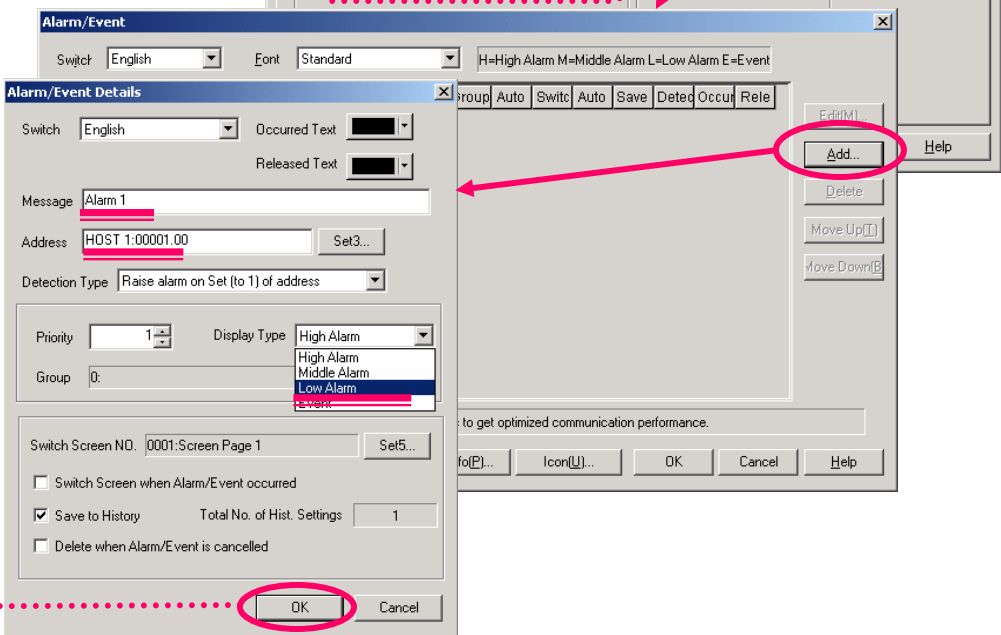 Alarm/Event
Switch English Font Standard H=High Alarm M=Middle Alarm L=Low Alarm E=Event
Auto Switc Auto Save Detec Occur Rele
Edit(M)...
Add...
Delete
Move Up(T)
Help
to get optimized communication performance.
Icon(U)... OK Cancel Help
Alarm/Event Details
Switch English Occurred Text
Released Text
Message Alarm 1
Address HOST 1:00001.00 Set3...
Detection Type Raise alarm on Set (to 1) of address
Priority 1 Display Type High Alarm
High Alarm
Middle Alarm
Low Alarm
Event
Group 0:
Switch Screen NO. 0001:Screen Page 1 Set5...
Switch Screen when Alarm/Event occurred
Save to History Total No. of Hist. Settings 1
Delete when Alarm/Event is cancelled
OK Cancel